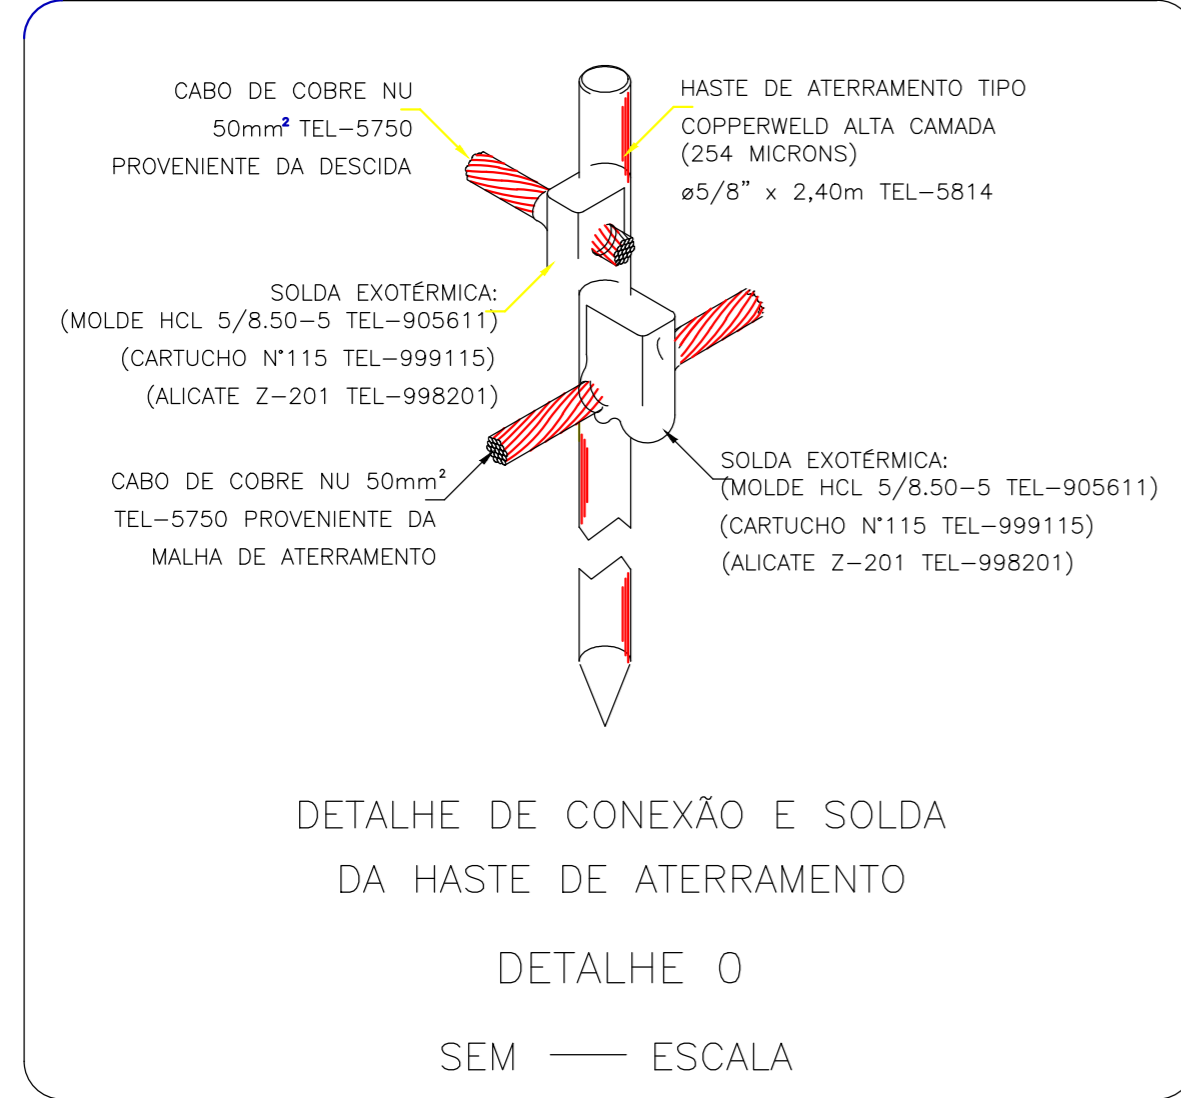 CABO DE COBRE NU
50mm² TEL-5750
PROVENIENTE DA DESCIDA
HASTE DE ATERRAMENTO TIPO
COPPERWELD ALTA CAMADA
(254 MICRONS)
ø5/8" x 2,40m TEL-5814
SOLDA EXOTÉRMICA:
(MOLDE HCL 5/8.50-5 TEL-905611)
(CARTUCHO N°115 TEL-999115)
(ALICATE Z-201 TEL-998201)
CABO DE COBRE NU 50mm²
TEL-5750 PROVENIENTE DA
MALHA DE ATERRAMENTO
SOLDA EXOTÉRMICA:
(MOLDE HCL 5/8.50-5 TEL-905611)
(CARTUCHO N°115 TEL-999115)
(ALICATE Z-201 TEL-998201)
DETALHE DE CONEXÃO E SOLDA
DA HASTE DE ATERRAMENTO
DETALHE O
SEM — ESCALA